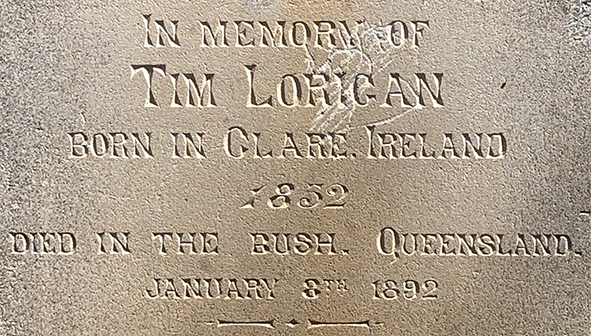 IN MEMORY OF
TIM LORIGAN
BORN IN CLARE. IRELAND
1852
DIED IN THE BUSH. QUEENSLAND.
JANUARY 8TH 1892